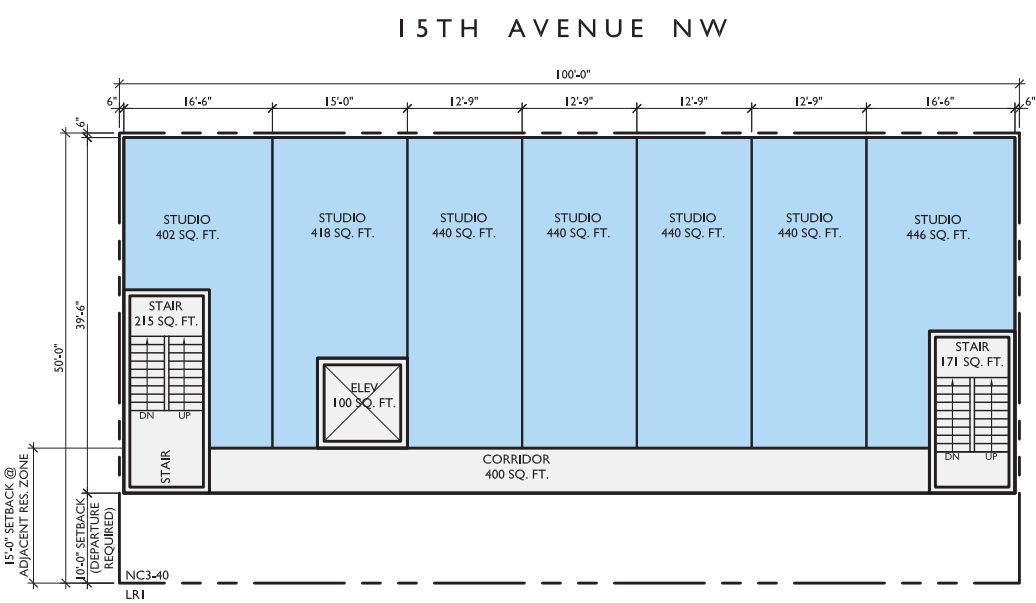 15TH AVENUE NW
100'-0"
6"
16'-6"
15'-0"
12'-9"
12'-9"
12'-9"
12'-9"
16'-6"
6"
6"
39'-6"
50'-0"
STUDIO
402 SQ. FT.
STUDIO
418 SQ. FT.
STUDIO
440 SQ. FT.
STUDIO
440 SQ. FT.
STUDIO
440 SQ. FT.
STUDIO
440 SQ. FT.
STUDIO
446 SQ. FT.
STAIR
215 SQ. FT.
DN
UP
STAIR
ELEV
100 SQ. FT.
STAIR
171 SQ. FT.
DN
UP
CORRIDOR
400 SQ. FT.
15'-0" SETBACK @
ADJACENT RES. ZONE
10'-0" SETBACK
(DEPARTURE
REQUIRED)
NC3-40
LR1